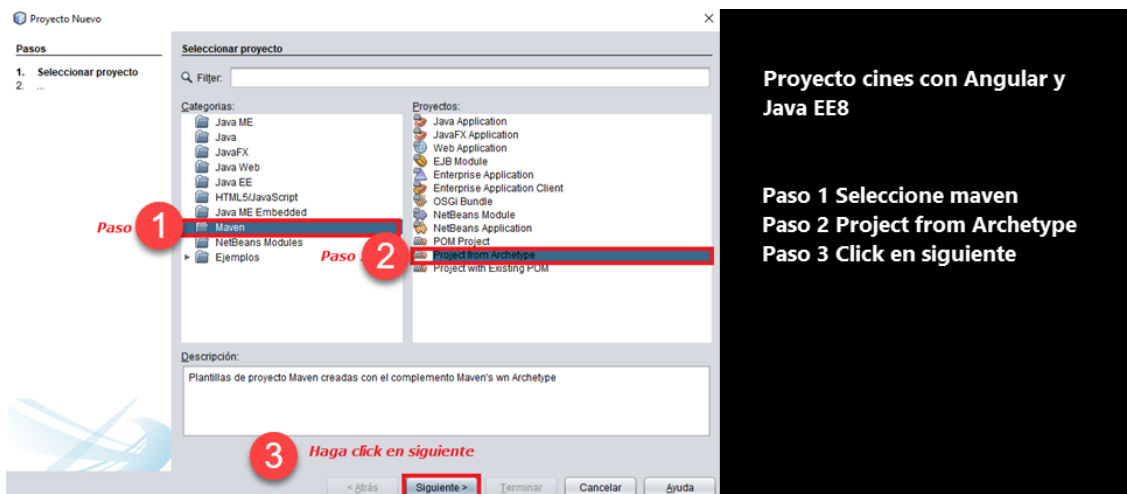 Proyecto Nuevo
Pasos
1. Seleccionar proyecto
2. ...
Seleccionar proyecto
Filter:
Categorías:
Java ME
Java
JavaFX
Java Web
Java EE
HTML5/JavaScript
Java ME Embedded
Maven
NetBeans Modules
Ejemplos
Proyectos:
Java Application
JavaFX Application
Web Application
EJB Module
Enterprise Application
Enterprise Application Client
OSGi Bundle
NetBeans Module
NetBeans Application
POM Project
Project from Archetype
Project with Existing POM
Paso 1
Paso 2
Descripción:
Plantillas de proyecto Maven creadas con el complemento Maven's wn Archetype
3 Haga click en siguiente
< Atrás
Siguiente >
Terminar
Cancelar
Ayuda
Proyecto cines con Angular y
Java EE8
Paso 1 Seleccione maven
Paso 2 Project from Archetype
Paso 3 Click en siguiente